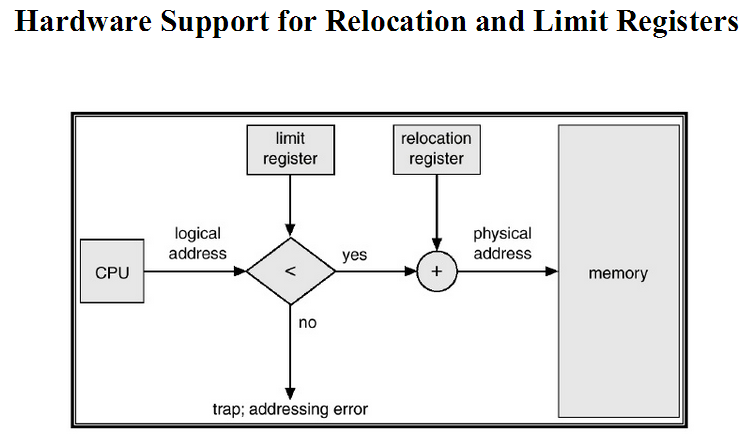 Hardware Support for Relocation and Limit Registers
limit
register
relocation
register
logical
address
yes
physical
address
CPU
<
+
memory
no
trap; addressing error